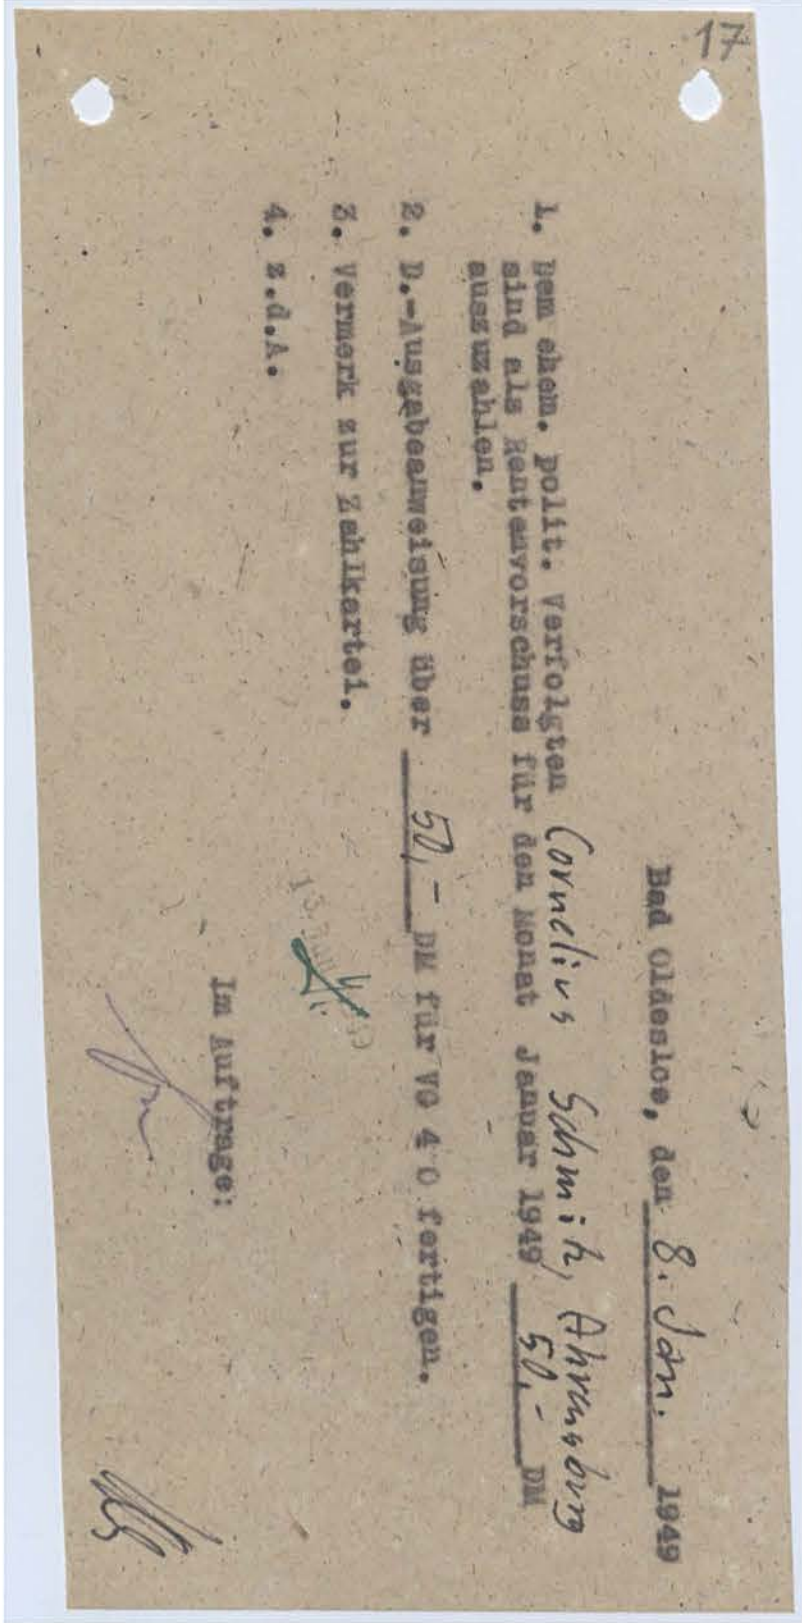 17
Bad Oldesloe, den 8. Jan. 1949
1. Dem ehem. polit. Verfolgten Cornelius Schmitz, Ahrensburg
sind als Rentenvorschuss für den Monat Januar 1949 50,- DM
auszuzahlen.
2. D.-Ausgabeanweisung über 50,- DM für VG 4 0 fertigen.
3. Vermerk zur Zahlkartei.
4. z.d.A.
Im Auftrage: